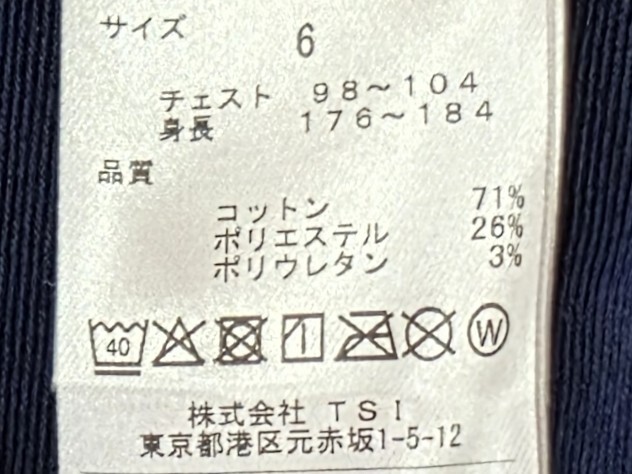 サイズ 6
チェスト 98～104
身長 176～184
品質
コットン 71%
ポリエステル 26%
ポリウレタン 3%
40 W
株式会社 TSI
東京都港区元赤坂1-5-12